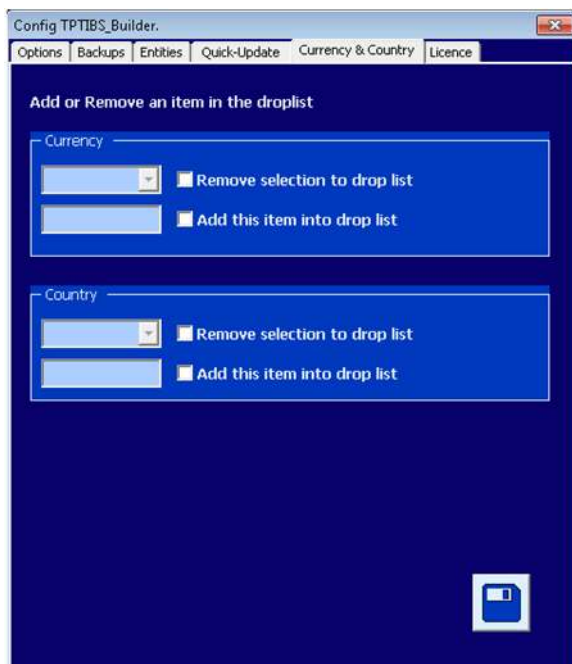 Config TPTIBS_Builder.
Options Backups Entities Quick-Update Currency & Country Licence
Add or Remove an item in the droplist
Currency
Remove selection to drop list
Add this item into drop list
Country
Remove selection to drop list
Add this item into drop list